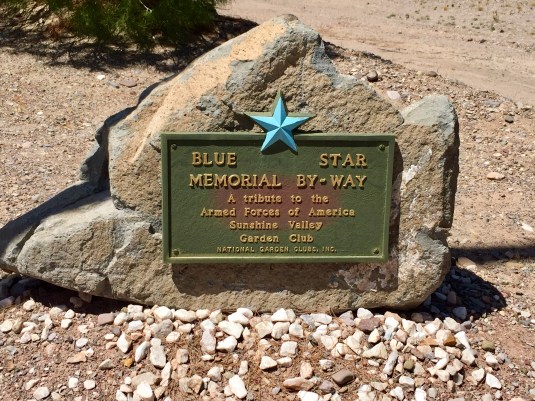 BLUE STAR
MEMORIAL BY-WAY
A tribute to the
Armed Forces of America
Sunshine Valley
Garden Club
NATIONAL GARDEN CLUBS, INC.